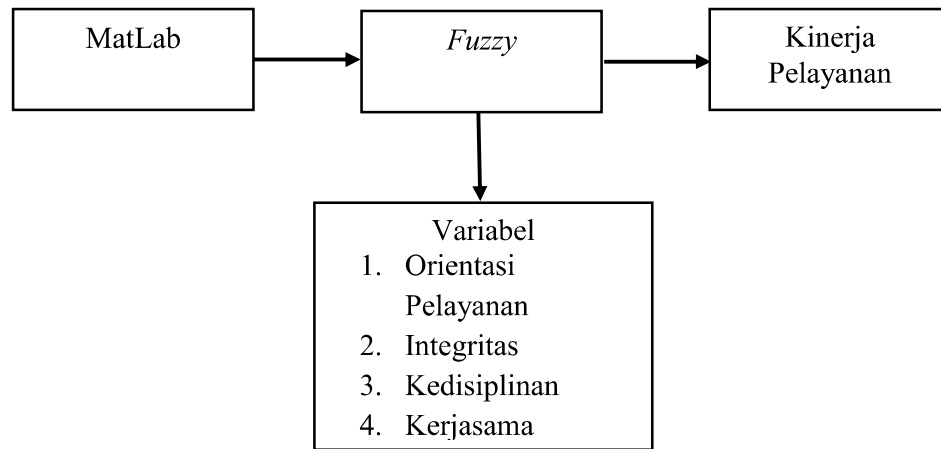 MatLab
Fuzzy
Kinerja
Pelayanan
Variabel
1. Orientasi
Pelayanan
2. Integritas
3. Kedisiplinan
4. Kerjasama